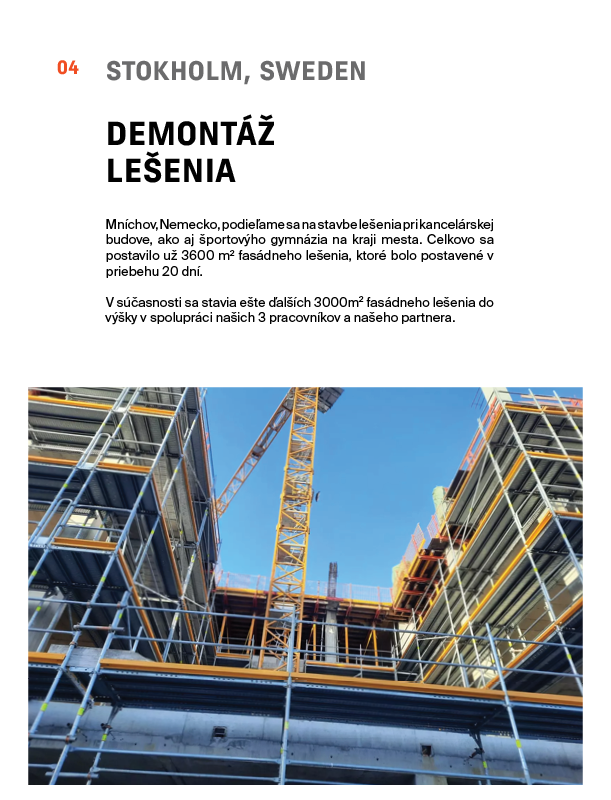 04 STOKHOLM, SWEDEN
DEMONTÁŽ
LEŠENIA
Mníchov, Nemecko, podieľame sa na stavbe lešenia pri kancelárskej
budove, ako aj športovýho gymnázia na kraji mesta. Celkovo sa
postavilo už 3600 m² fasádneho lešenia, ktoré bolo postavené v
priebehu 20 dní.
V súčasnosti sa stavia ešte ďalších 3000m² fasádneho lešenia do
výšky v spolupráci našich 3 pracovníkov a našeho partnera.